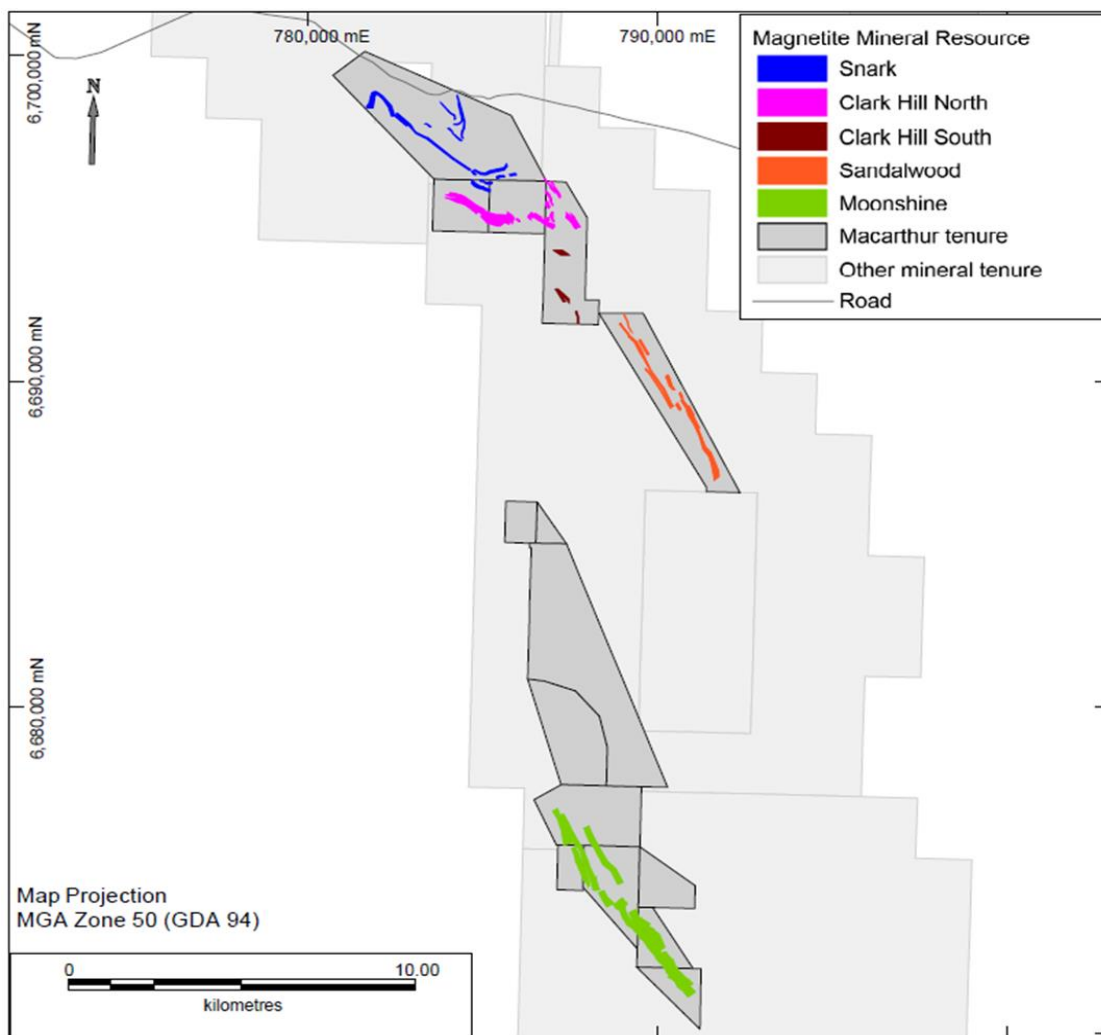 780,000 mE
790,000 mE
6,700,000 mN
N
6,690,000 mN
6,680,000 mN
Magnetite Mineral Resource
Snark
Clark Hill North
Clark Hill South
Sandalwood
Moonshine
Macarthur tenure
Other mineral tenure
Road
Map Projection
MGA Zone 50 (GDA 94)
0
10.00
kilometres